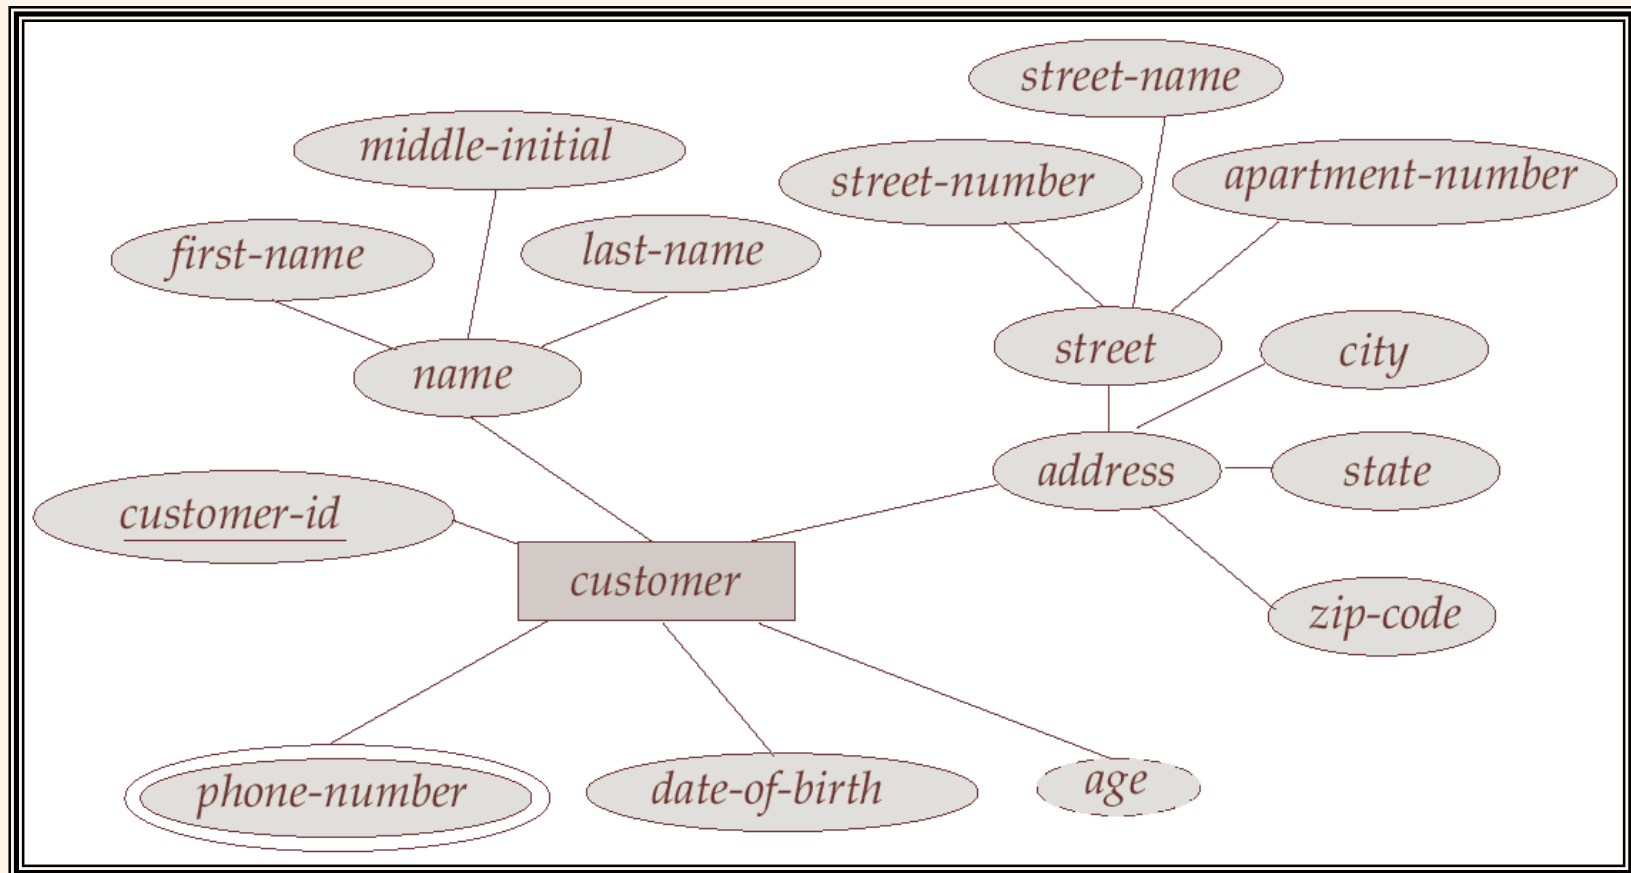 street-name
middle-initial
street-number
apartment-number
first-name
last-name
street
city
name
address
state
customer-id
customer
zip-code
phone-number
date-of-birth
age